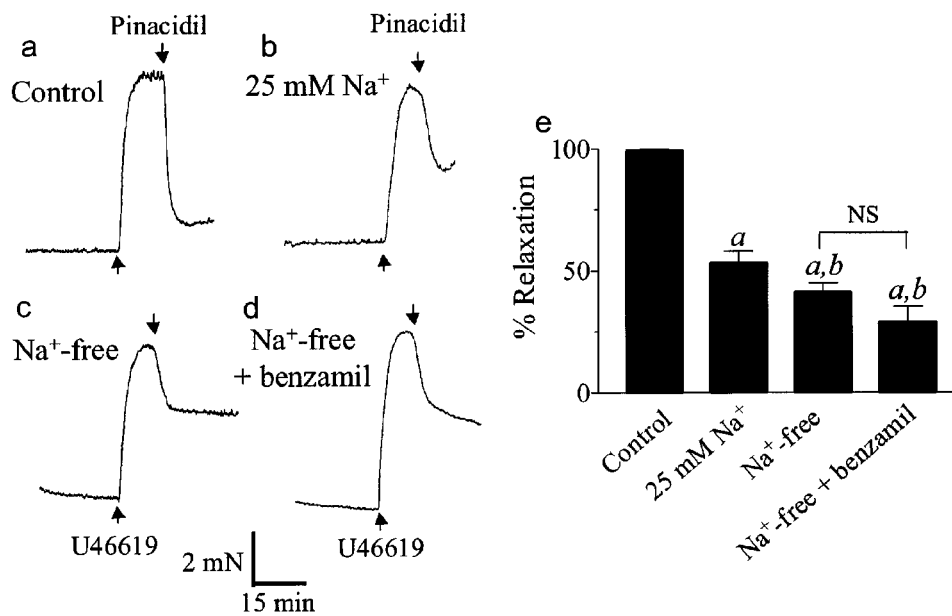 a
Pinacidil
Control
b
Pinacidil
25 mM Na⁺
c
Na⁺-free
U46619
d
Na⁺-free
+ benzamil
U46619
2 mN
15 min
e
% Relaxation
100
50
0
a
a,b
NS
a,b
Control
25 mM Na⁺
Na⁺-free
Na⁺-free + benzamil